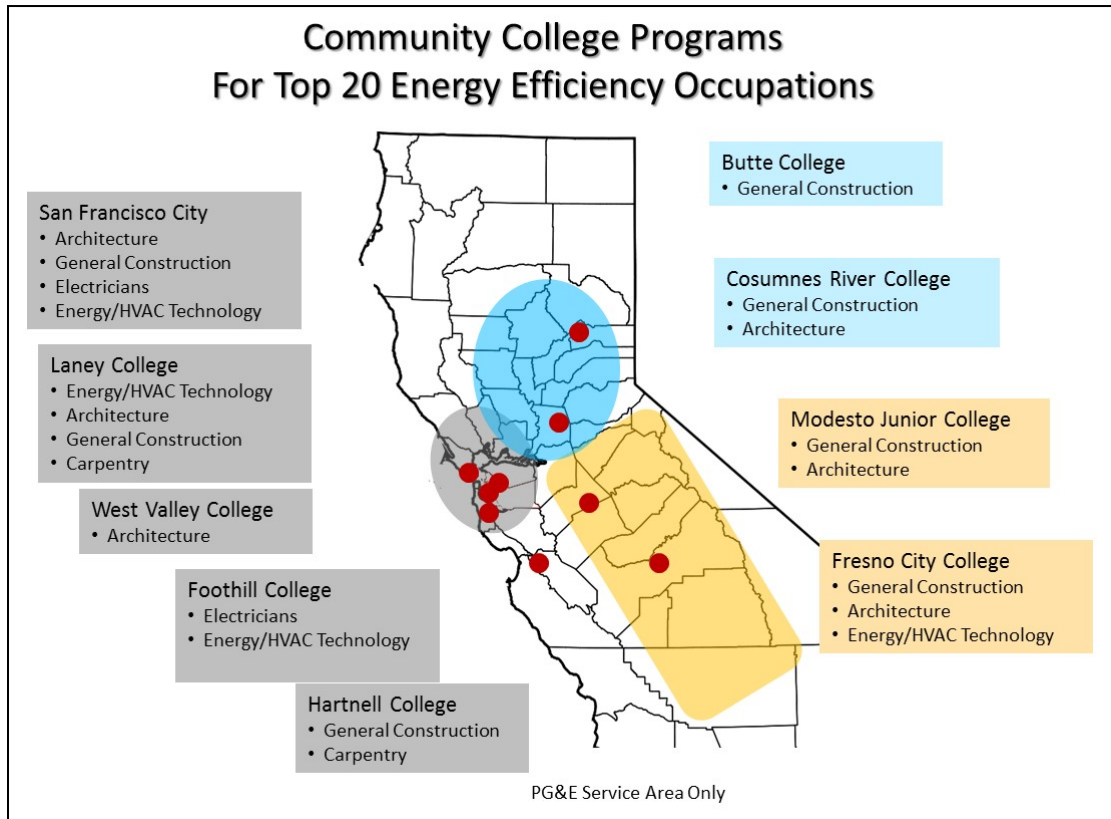 Community College Programs
For Top 20 Energy Efficiency Occupations
San Francisco City
• Architecture
• General Construction
• Electricians
• Energy/HVAC Technology
Laney College
• Energy/HVAC Technology
• Architecture
• General Construction
• Carpentry
West Valley College
• Architecture
Foothill College
• Electricians
• Energy/HVAC Technology
Hartnell College
• General Construction
• Carpentry
Butte College
• General Construction
Cosumnes River College
• General Construction
• Architecture
Modesto Junior College
• General Construction
• Architecture
Fresno City College
• General Construction
• Architecture
• Energy/HVAC Technology
PG&E Service Area Only